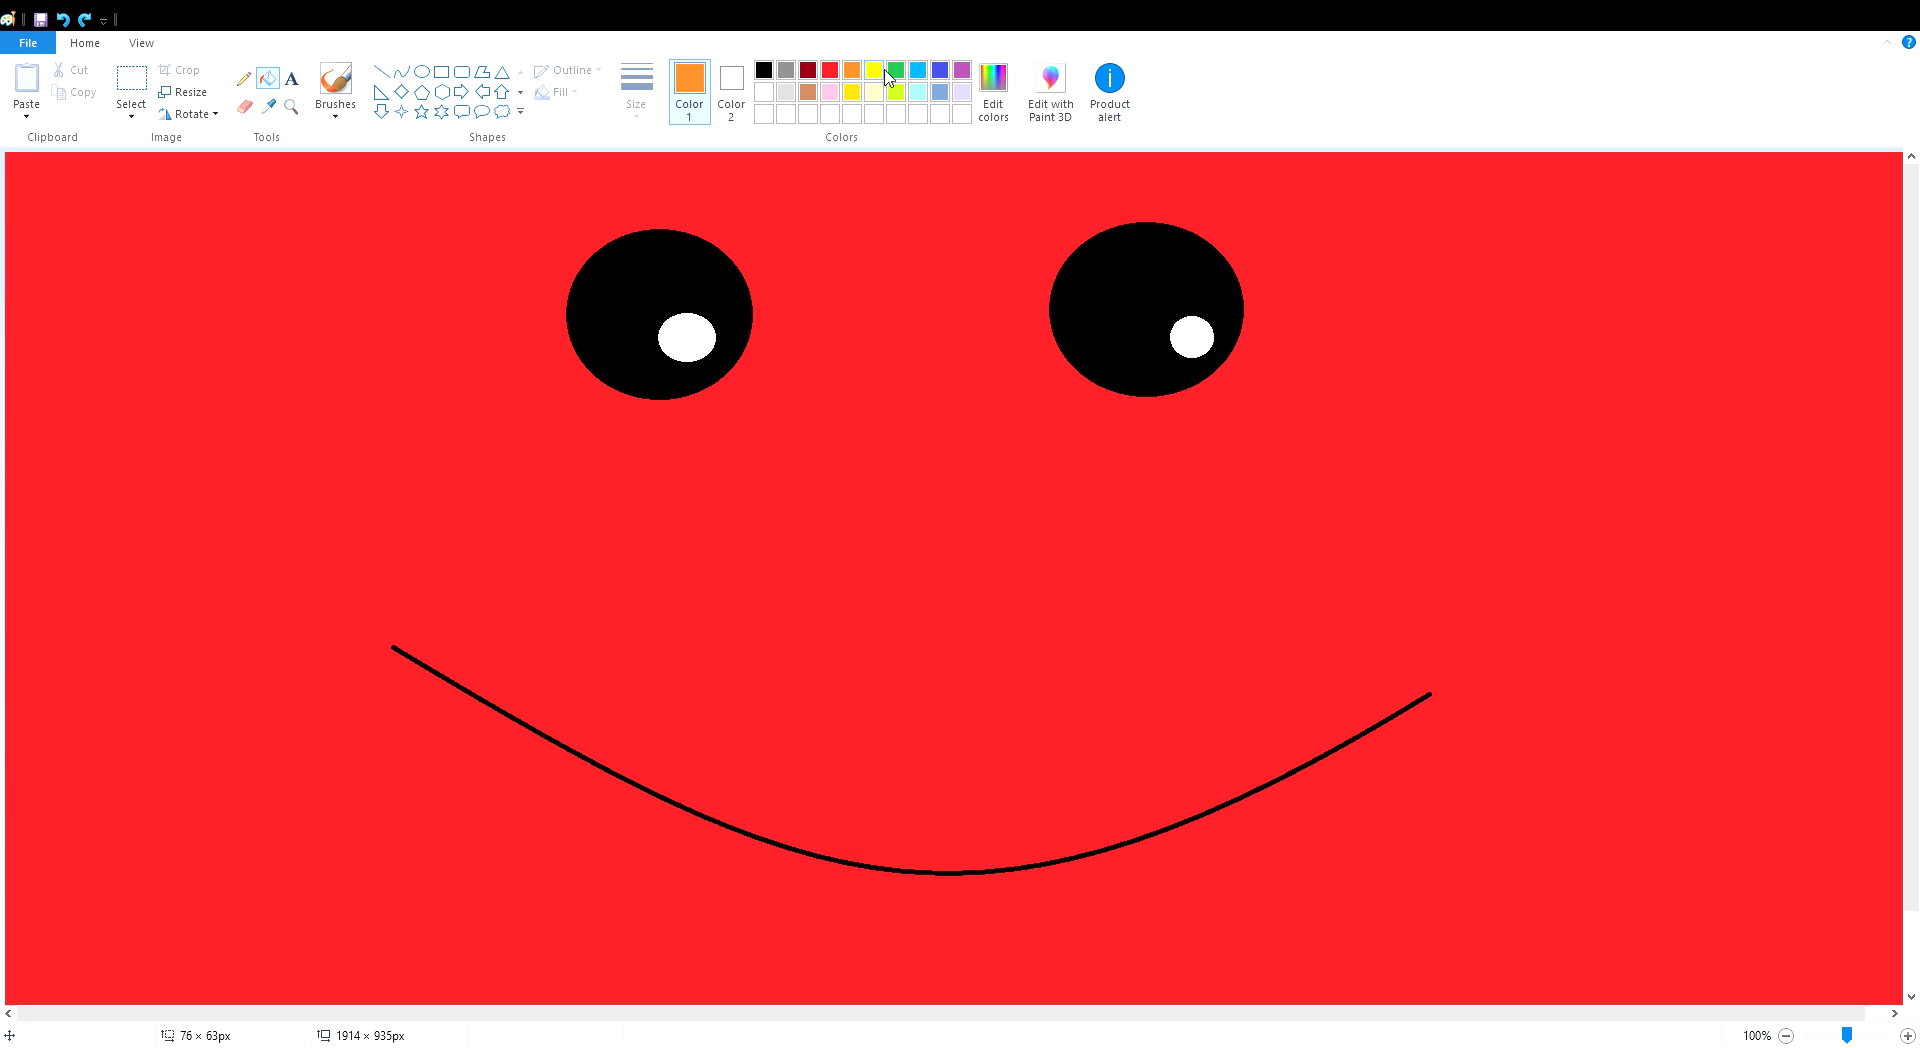 File Home View
Paste
Cut
Copy
Clipboard
Select
Crop
Resize
Rotate
Image
A
Tools
Brushes
Shapes
Outline
Fill
Size
Color
1
Color
2
Colors
Edit
colors
Edit with
Paint 3D
Product
alert
76 × 63px
1914 × 935px
100%